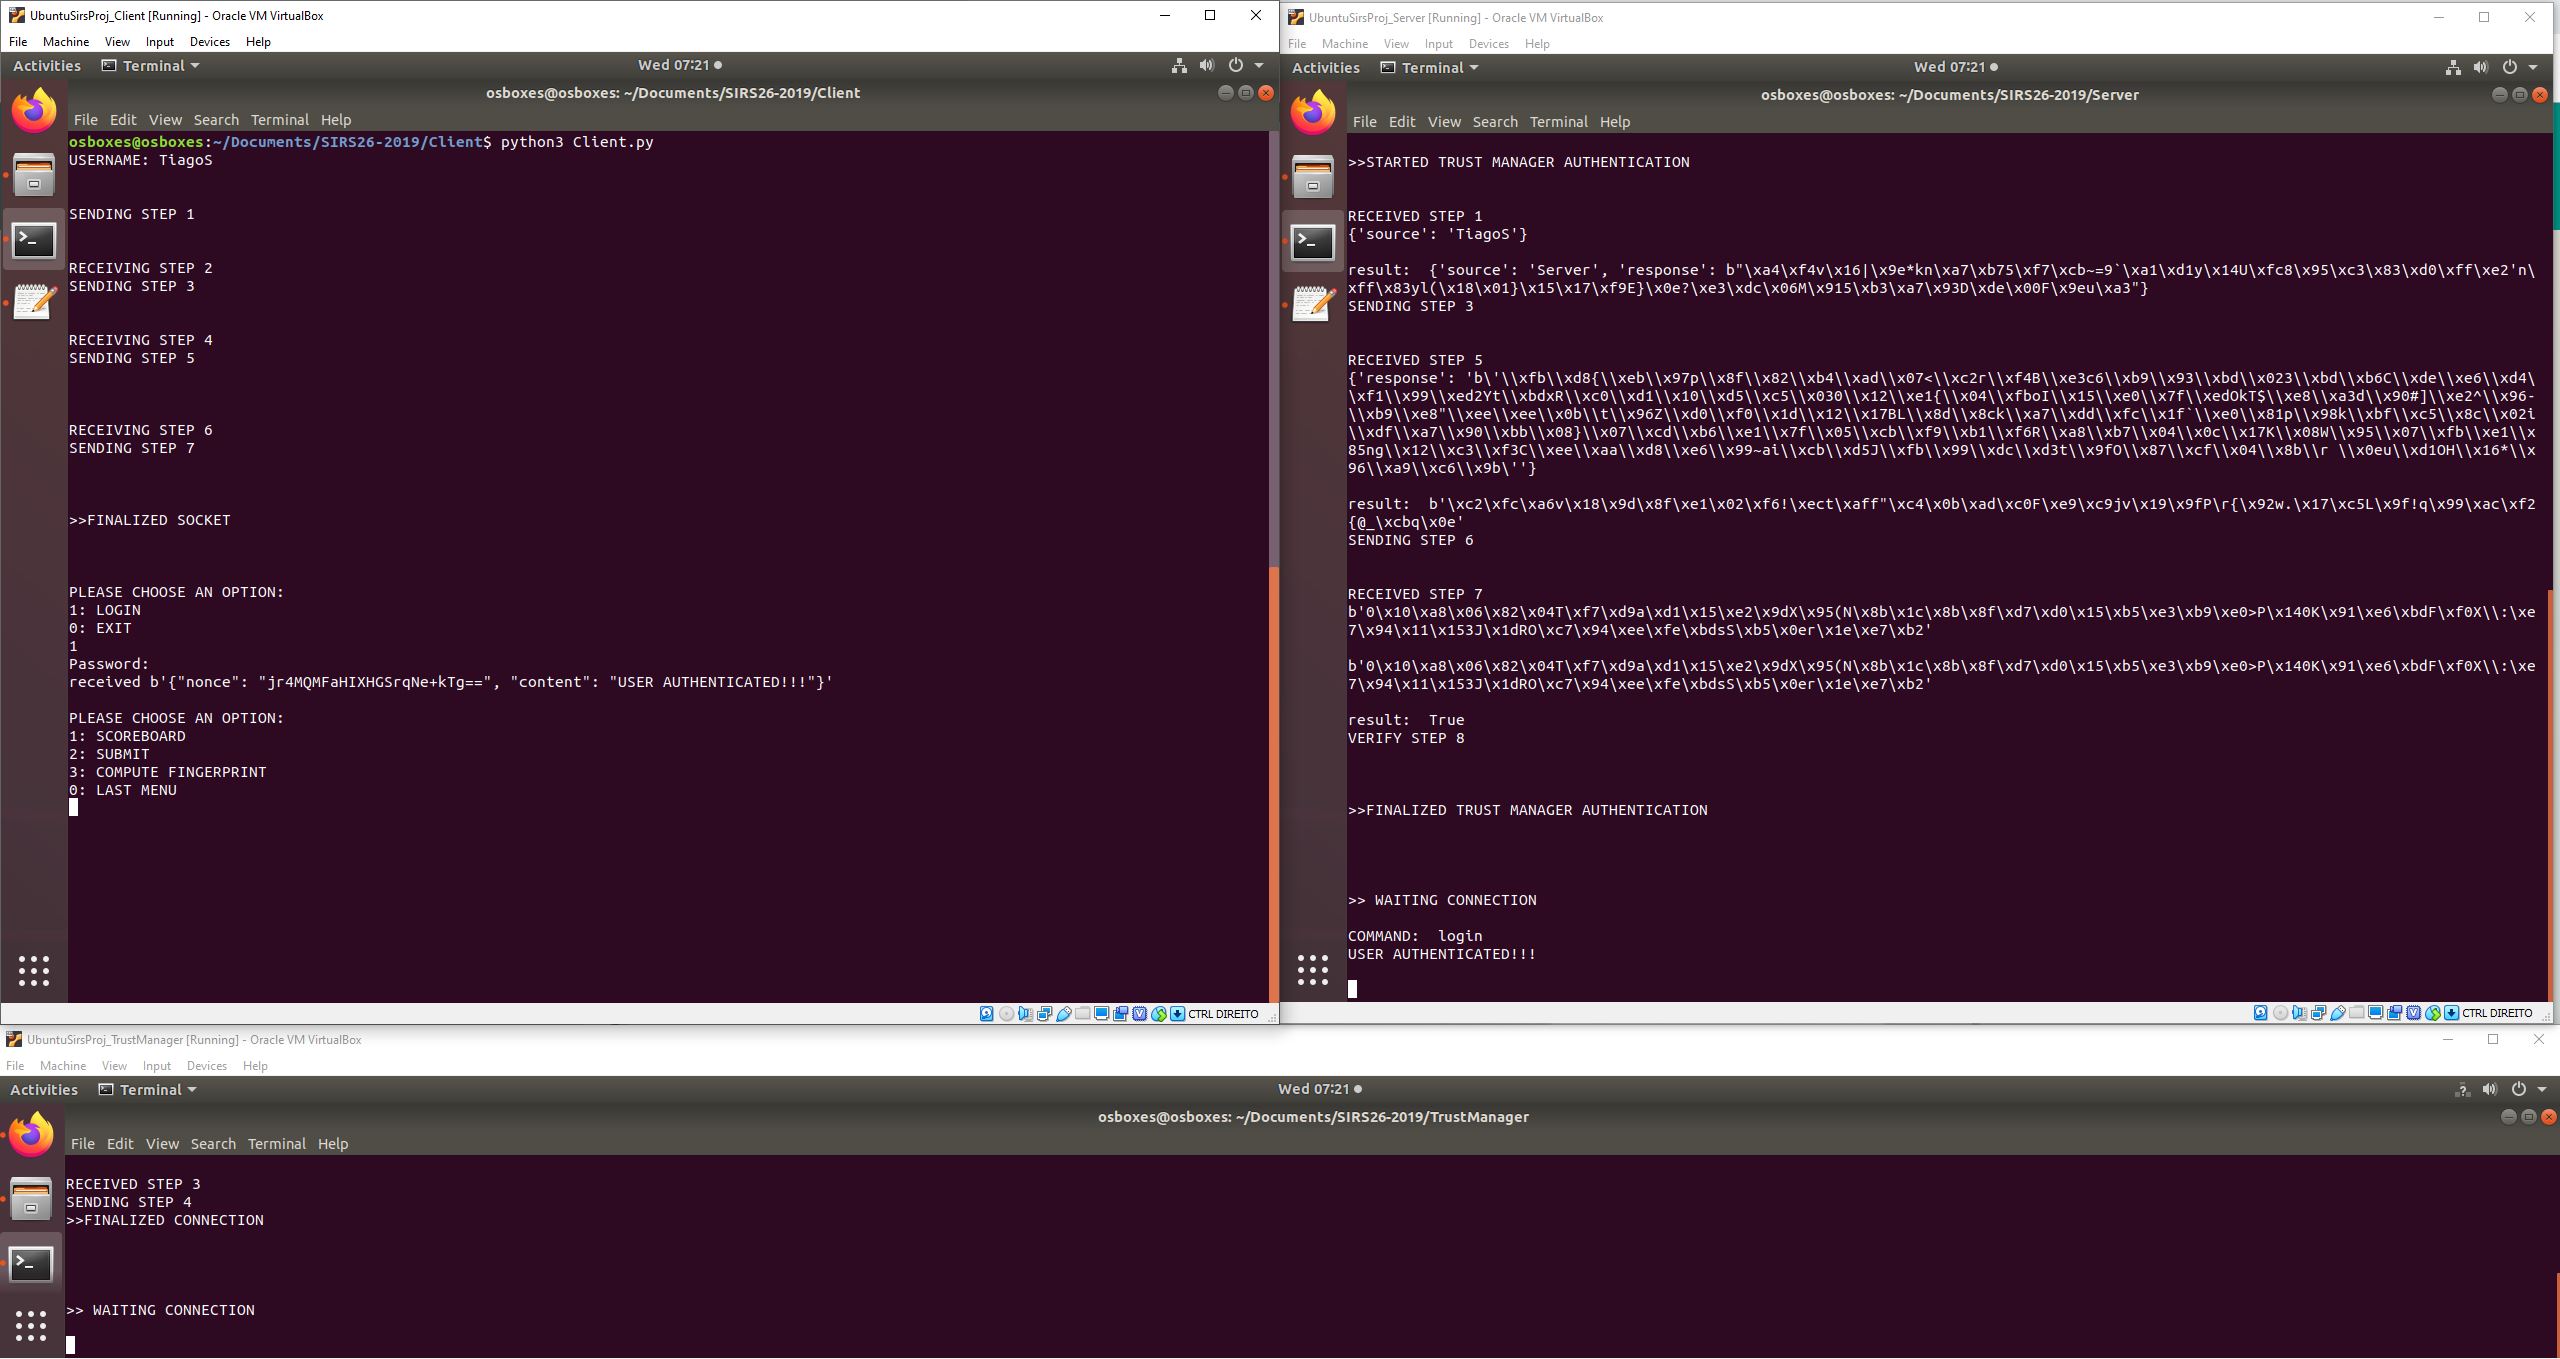 UbuntuSirsProj_Client [Running] - Oracle VM VirtualBox
File Machine View Input Devices Help
Activities Terminal Wed 07:21
osboxes@osboxes: ~/Documents/SIRS26-2019/Client
File Edit View Search Terminal Help
osboxes@osboxes:~/Documents/SIRS26-2019/Client$ python3 Client.py
USERNAME: TiagoS
SENDING STEP 1
RECEIVING STEP 2
SENDING STEP 3
RECEIVING STEP 4
SENDING STEP 5
RECEIVING STEP 6
SENDING STEP 7
>>FINALIZED SOCKET
PLEASE CHOOSE AN OPTION:
1: LOGIN
0: EXIT
1
Password:
received b'{"nonce": "jr4MQMFaHIXHGSrqNe+kTg==", "content": "USER AUTHENTICATED!!!"}'
PLEASE CHOOSE AN OPTION:
1: SCOREBOARD
2: SUBMIT
3: COMPUTE FINGERPRINT
0: LAST MENU
CTRL DIREITO
UbuntuSirsProj_Server [Running] - Oracle VM VirtualBox
File Machine View Input Devices Help
Activities Terminal Wed 07:21
osboxes@osboxes: ~/Documents/SIRS26-2019/Server
File Edit View Search Terminal Help
>>STARTED TRUST MANAGER AUTHENTICATION
RECEIVED STEP 1
{'source': 'TiagoS'}
result:  {'source': 'Server', 'response': b"\xa4\xf4v\x16|\x9e*kn\xa7\xb75\xf7\xcb~=9`\xa1\xd1y\x14U\xfc8\x95\xc3\x83\xd0\xff\xe2'n\
xff\x83yl(\x18\x01}\x15\x17\xf9E}\x0e?\xe3\xdc\x06M\x915\xb3\xa7\x93D\xde\x00F\x9eu\xa3"}
SENDING STEP 3
RECEIVED STEP 5
{'response': 'b\'\\xfb\\xd8{\\xeb\\x97p\\x8f\\x82\\xb4\\xad\\x07<\\xc2r\\xf4B\\xe3c6\\xb9\\x93\\xbd\\x023\\xbd\\xb6C\\xde\\xe6\\xd4\
\xf1\\x99\\xed2Yt\\xbdxR\\xc0\\xd1\\x10\\xd5\\xc5\\x030\\x12\\xe1{\\x04\\xfboI\\x15\\xe0\\x7f\\xedOkT$\\xe8\\xa3d\\x90#]\\xe2^\\x96-
\\xb9\\xe8"\\xee\\xee\\x0b\\t\\x96Z\\xd0\\xf0\\x1d\\x12\\x17BL\\x8d\\x8ck\\xa7\\xdd\\xfc\\x1f`\\xe0\\x81p\\x98k\\xbf\\xc5\\x8c\\x02i
\\xdf\\xa7\\x90\\xbb\\x08}\\x07\\xcd\\xb6\\xe1\\x7f\\x05\\xcb\\xf9\\xb1\\xf6R\\xa8\\xb7\\x04\\x0c\\x17K\\x08W\\x95\\x07\\xfb\\xe1\\x
85ng\\x12\\xc3\\xf3C\\xee\\xaa\\xd8\\xe6\\x99~ai\\xcb\\xd5J\\xfb\\x99\\xdc\\xd3t\\x9fO\\x87\\xcf\\x04\\x8b\\r \\x0eu\\xd1OH\\x16*\\x
96\\xa9\\xc6\\x9b\''}
result:  b'\xc2\xfc\xa6v\x18\x9d\x8f\xe1\x02\xf6!\xect\xaff"\xc4\x0b\xad\xc0F\xe9\xc9jv\x19\x9fP\r{\x92w.\x17\xc5L\x9f!q\x99\xac\xf2
{@_\xcbq\x0e'
SENDING STEP 6
RECEIVED STEP 7
b'0\x10\xa8\x06\x82\x04T\xf7\xd9a\xd1\x15\xe2\x9dX\x95(N\x8b\x1c\x8b\x8f\xd7\xd0\x15\xb5\xe3\xb9\xe0>P\x140K\x91\xe6\xbdF\xf0X\\:\xe
7\x94\x11\x153J\x1dRO\xc7\x94\xee\xfe\xbdsS\xb5\x0er\x1e\xe7\xb2'
b'0\x10\xa8\x06\x82\x04T\xf7\xd9a\xd1\x15\xe2\x9dX\x95(N\x8b\x1c\x8b\x8f\xd7\xd0\x15\xb5\xe3\xb9\xe0>P\x140K\x91\xe6\xbdF\xf0X\\:\xe
7\x94\x11\x153J\x1dRO\xc7\x94\xee\xfe\xbdsS\xb5\x0er\x1e\xe7\xb2'
result:  True
VERIFY STEP 8
>>FINALIZED TRUST MANAGER AUTHENTICATION
>> WAITING CONNECTION
COMMAND:  login
USER AUTHENTICATED!!!
CTRL DIREITO
UbuntuSirsProj_TrustManager [Running] - Oracle VM VirtualBox
File Machine View Input Devices Help
Activities Terminal Wed 07:21
osboxes@osboxes: ~/Documents/SIRS26-2019/TrustManager
File Edit View Search Terminal Help
RECEIVED STEP 3
SENDING STEP 4
>>FINALIZED CONNECTION
>> WAITING CONNECTION